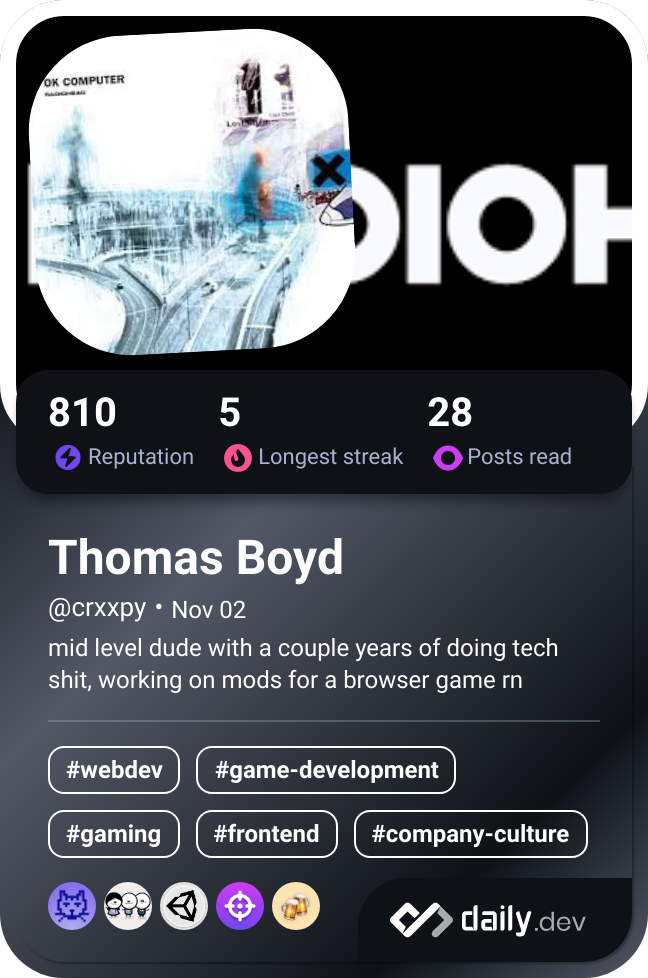 OK COMPUTER
RADIOHEAD
DIOH
810
5
28
Reputation
Longest streak
Posts read
Thomas Boyd
@crxxpy • Nov 02
mid level dude with a couple years of doing tech
shit, working on mods for a browser game rn
#webdev
#game-development
#gaming
#frontend
#company-culture
daily.dev